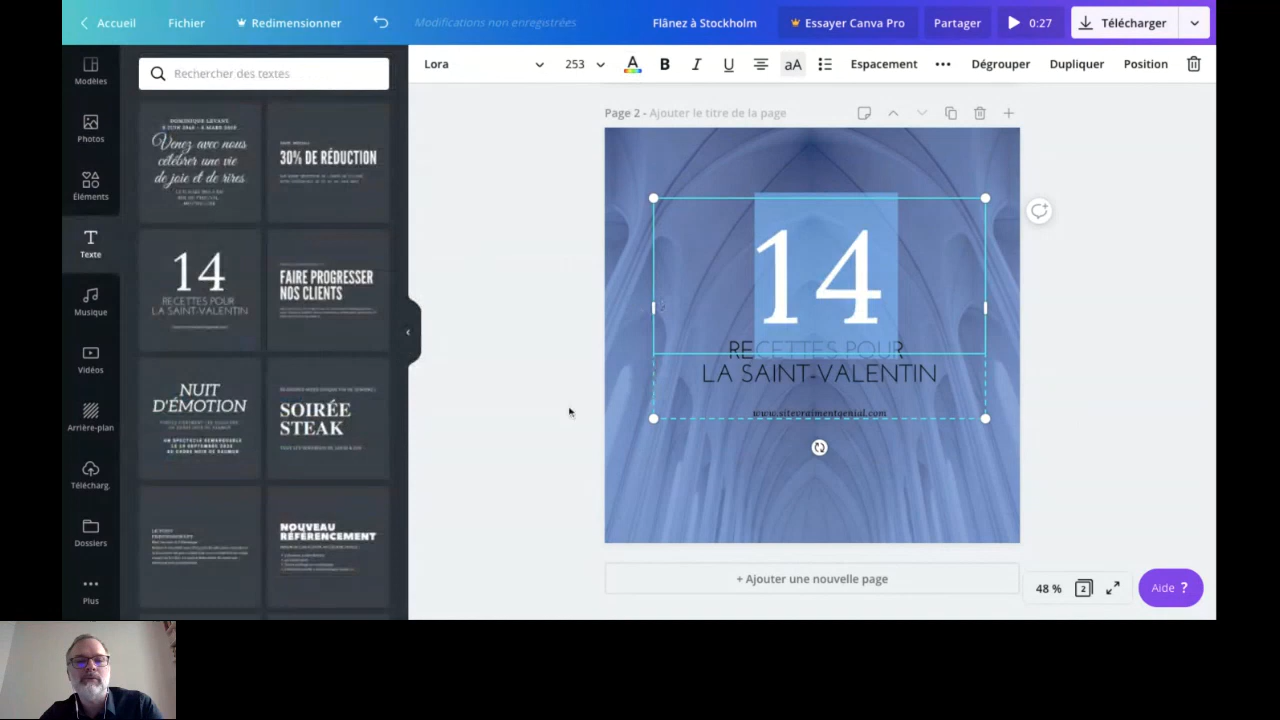 Accueil
Fichier
Redimensionner
Modifications non enregistrées
Flânez à Stockholm
Essayer Canva Pro
Partager
0:27
Télécharger
Modèles
Photos
Éléments
Texte
Musique
Vidéos
Arrière-plan
Télécharg.
Dossiers
Plus
Rechercher des textes
DOMINIQUE LEVANT
Venez avec nous
célébrer une vie
de joie et de rires
30% DE RÉDUCTION
14
RECETTES POUR
LA SAINT-VALENTIN
FAIRE PROGRESSER
NOS CLIENTS
NUIT
D'ÉMOTION
SOIRÉE
STEAK
NOUVEAU
RÉFÉRENCEMENT
Lora
253
A
B
I
U
aA
Espacement
Dégrouper
Dupliquer
Position
Page 2 - Ajouter le titre de la page
14
RECETTES POUR
LA SAINT-VALENTIN
www.sitevraimentgenial.com
+ Ajouter une nouvelle page
48 %
2
Aide ?